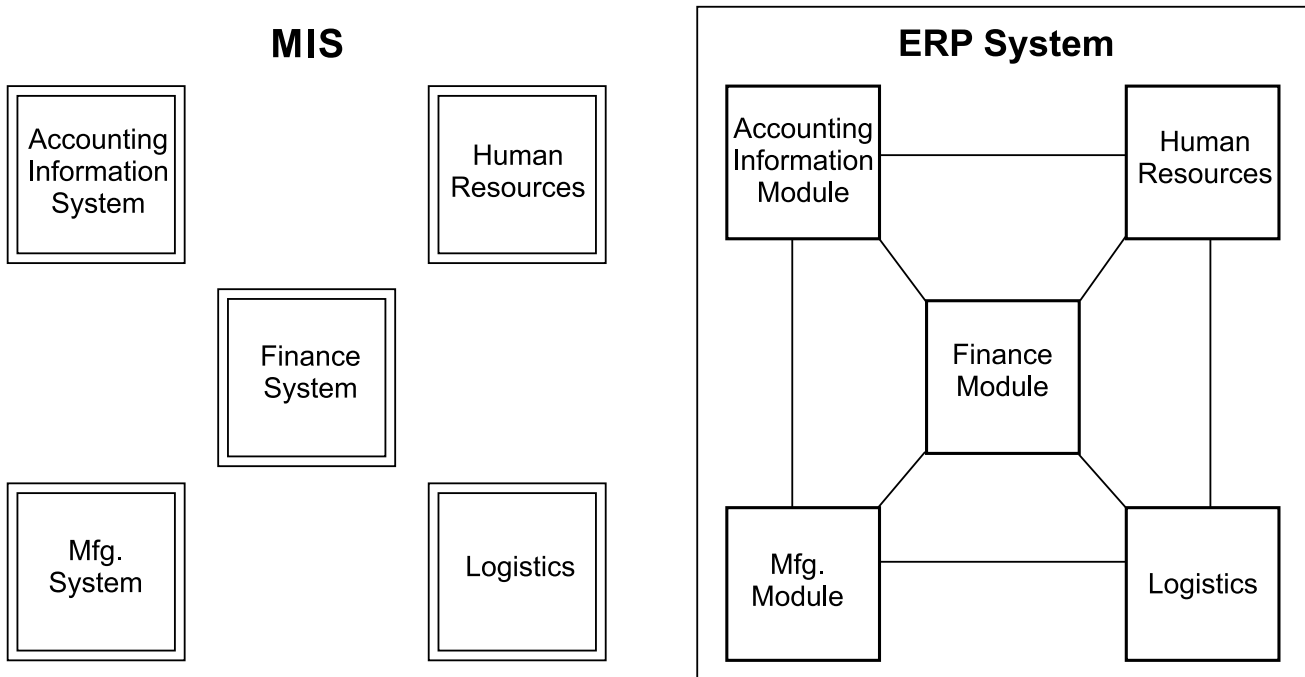 MIS
Accounting
Information
System
Human
Resources
Finance
System
Mfg.
System
Logistics
ERP System
Accounting
Information
Module
Human
Resources
Finance
Module
Mfg.
Module
Logistics